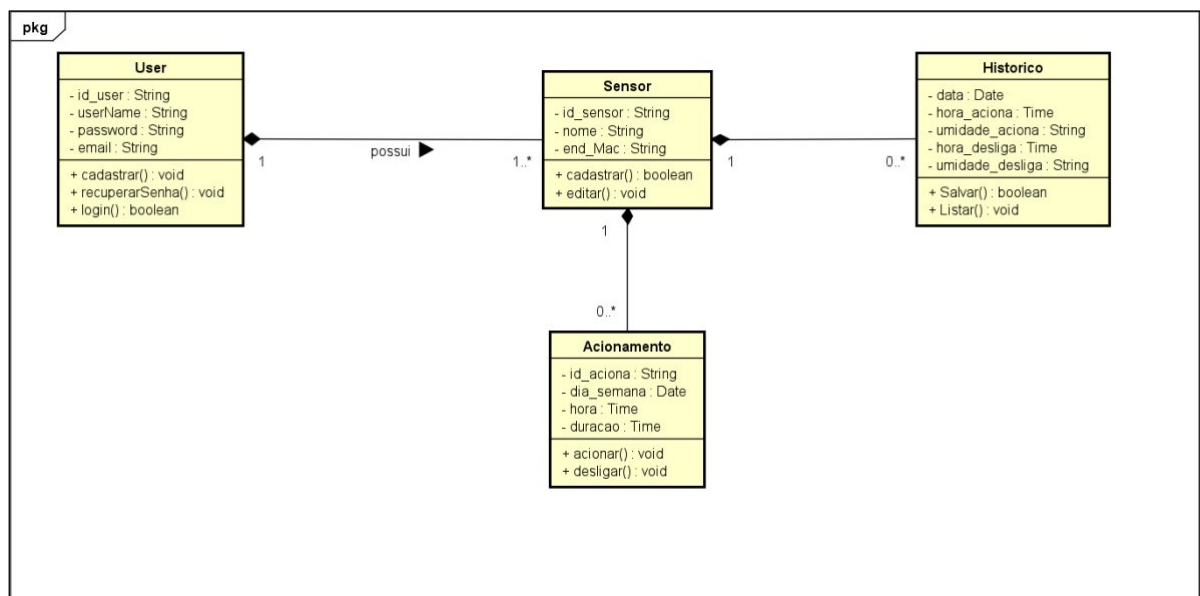 pkg
User
- id_user : String
- userName : String
- password : String
- email : String
+ cadastrar() : void
+ recuperarSenha() : void
+ login() : boolean
1
possui
1..*
Sensor
- id_sensor : String
- nome : String
- end_Mac : String
+ cadastrar() : boolean
+ editar() : void
1
0..*
Historico
- data : Date
- hora_aciona : Time
- umidade_aciona : String
- hora_desliga : Time
- umidade_desliga : String
+ Salvar() : boolean
+ Listar() : void
1
0..*
Acionamento
- id_aciona : String
- dia_semana : Date
- hora : Time
- duracao : Time
+ acionar() : void
+ desligar() : void